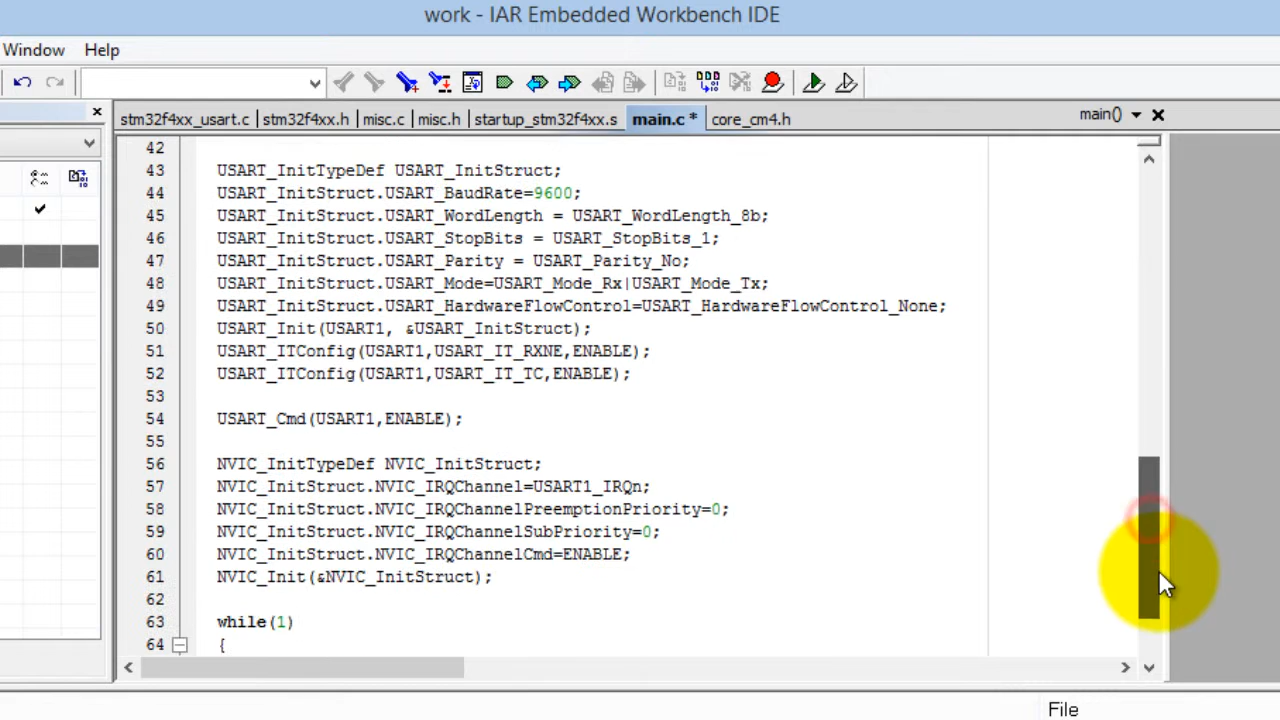 work - IAR Embedded Workbench IDE
Window Help
stm32f4xx_usart.c stm32f4xx.h misc.c misc.h startup_stm32f4xx.s main.c * core_cm4.h main()
42
43 USART_InitTypeDef USART_InitStruct;
44 USART_InitStruct.USART_BaudRate=9600;
45 USART_InitStruct.USART_WordLength = USART_WordLength_8b;
46 USART_InitStruct.USART_StopBits = USART_StopBits_1;
47 USART_InitStruct.USART_Parity = USART_Parity_No;
48 USART_InitStruct.USART_Mode=USART_Mode_Rx|USART_Mode_Tx;
49 USART_InitStruct.USART_HardwareFlowControl=USART_HardwareFlowControl_None;
50 USART_Init(USART1, &USART_InitStruct);
51 USART_ITConfig(USART1,USART_IT_RXNE,ENABLE);
52 USART_ITConfig(USART1,USART_IT_TC,ENABLE);
53
54 USART_Cmd(USART1,ENABLE);
55
56 NVIC_InitTypeDef NVIC_InitStruct;
57 NVIC_InitStruct.NVIC_IRQChannel=USART1_IRQn;
58 NVIC_InitStruct.NVIC_IRQChannelPreemptionPriority=0;
59 NVIC_InitStruct.NVIC_IRQChannelSubPriority=0;
60 NVIC_InitStruct.NVIC_IRQChannelCmd=ENABLE;
61 NVIC_Init(&NVIC_InitStruct);
62
63 while(1)
64 {
File